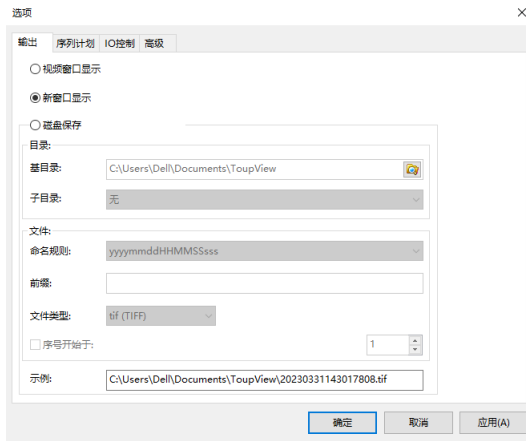 选项
输出 序列计划 IO控制 高级
视频窗口显示
新窗口显示
磁盘保存
目录:
基目录: C:\Users\Dell\Documents\ToupView
子目录: 无
文件:
命名规则: yyyymmddHHMMSSsss
前缀:
文件类型: tif (TIFF)
序号开始于: 1
示例: C:\Users\Dell\Documents\ToupView\20230331143017808.tif
确定 取消 应用(A)